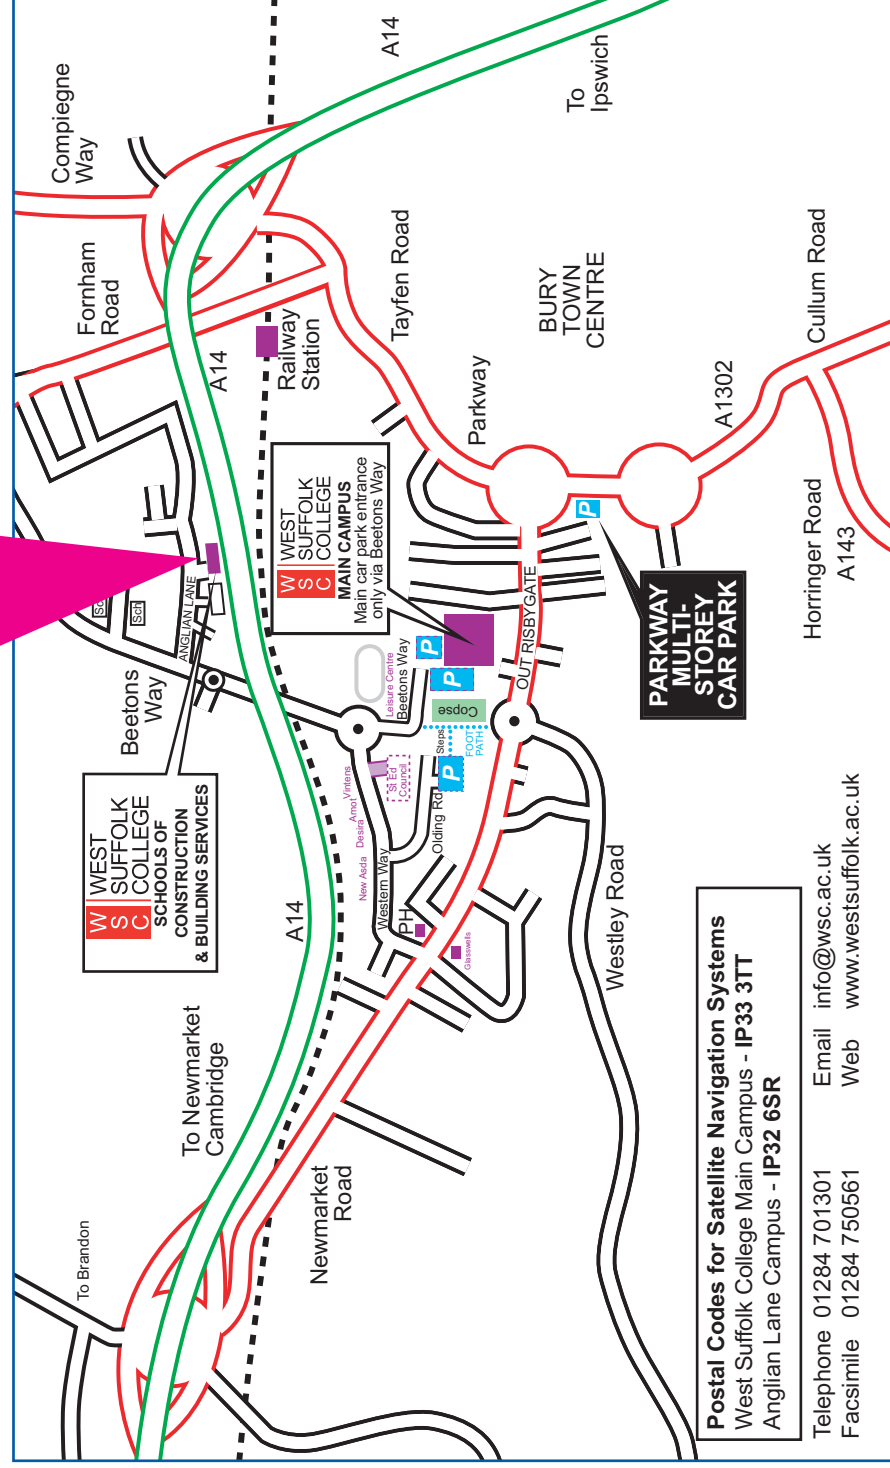 Compiegne
Way
A14
To
Ipswich
Fornham
Road
A14
Railway
Station
Tayfen Road
BURY
TOWN
CENTRE
Cullum Road
Parkway
A1302
Horringer Road
A143
P
PARKWAY
MULTI-
STOREY
CAR PARK
W
S
C
WEST
SUFFOLK
COLLEGE
MAIN CAMPUS
Main car park entrance
only via Beetons Way
OUT RISBYGATE
Sch
ANGLIAN LANE
Beetons
Way
W
S
C
WEST
SUFFOLK
COLLEGE
SCHOOLS OF
CONSTRUCTION
& BUILDING SERVICES
Leisure Centre
Beetons Way
P
P
Copse
Steps
FOOT
PATH
P
St Ed
Council
Vintens
Arnot
Desira
New Asda
Olding Rd
Western Way
PH
Glasswells
A14
Westley Road
To Newmarket
Cambridge
Newmarket
Road
To Brandon
Postal Codes for Satellite Navigation Systems
West Suffolk College Main Campus - IP33 3TT
Anglian Lane Campus - IP32 6SR
Telephone 01284 701301 Email info@wsc.ac.uk
Facsimile 01284 750561 Web www.westsuffolk.ac.uk